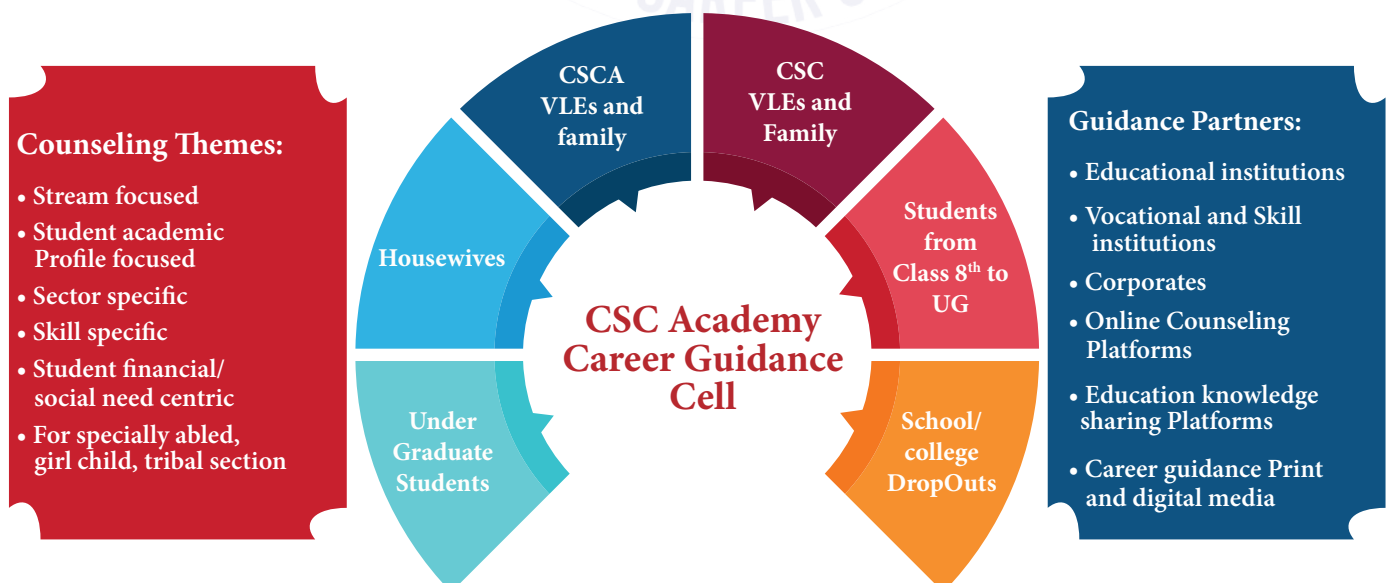 Counseling Themes:
• Stream focused
• Student academic
Profile focused
• Sector specific
• Skill specific
• Student financial/
social need centric
• For specially abled,
girl child, tribal section
Under
Graduate
Students
Housewives
CSCA
VLEs and
family
CSC
VLEs and
Family
Students
from
Class 8th to
UG
School/
college
DropOuts
CSC Academy
Career Guidance
Cell
Guidance Partners:
• Educational institutions
• Vocational and Skill
institutions
• Corporates
• Online Counseling
Platforms
• Education knowledge
sharing Platforms
• Career guidance Print
and digital media